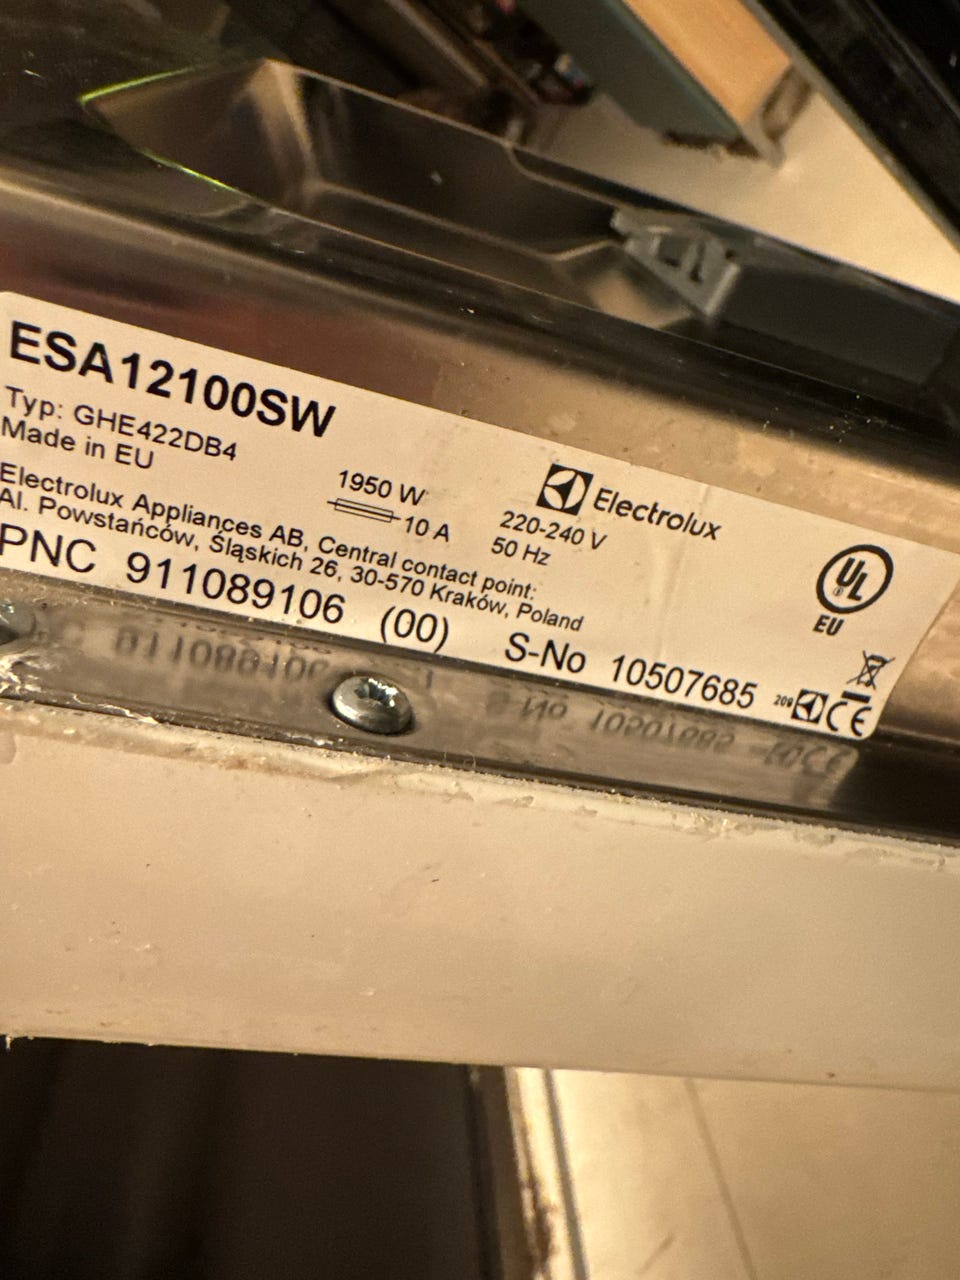 ESA12100SW
Typ: GHE422DB4
Made in EU
1950 W
10 A
Electrolux
220-240 V
50 Hz
Electrolux Appliances AB, Central contact point:
Al. Powstańców, Śląskich 26, 30-570 Kraków, Poland
PNC 911089106 (00) S-No 10507685
UL
EU
209
CE